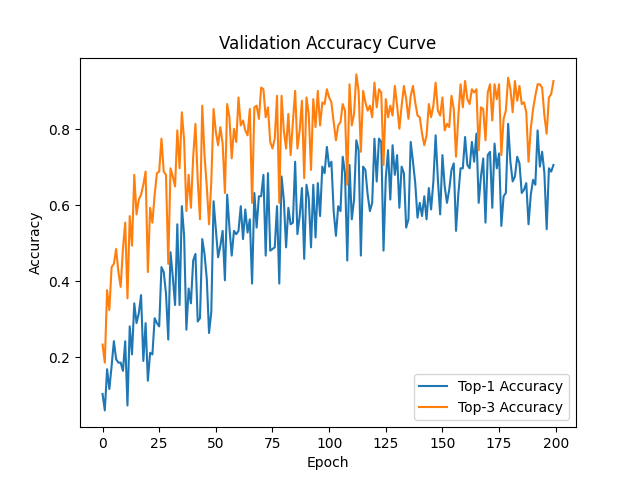 Validation Accuracy Curve
Accuracy
0.8
0.6
0.4
0.2
0 25 50 75 100 125 150 175 200
Epoch
Top-1 Accuracy
Top-3 Accuracy